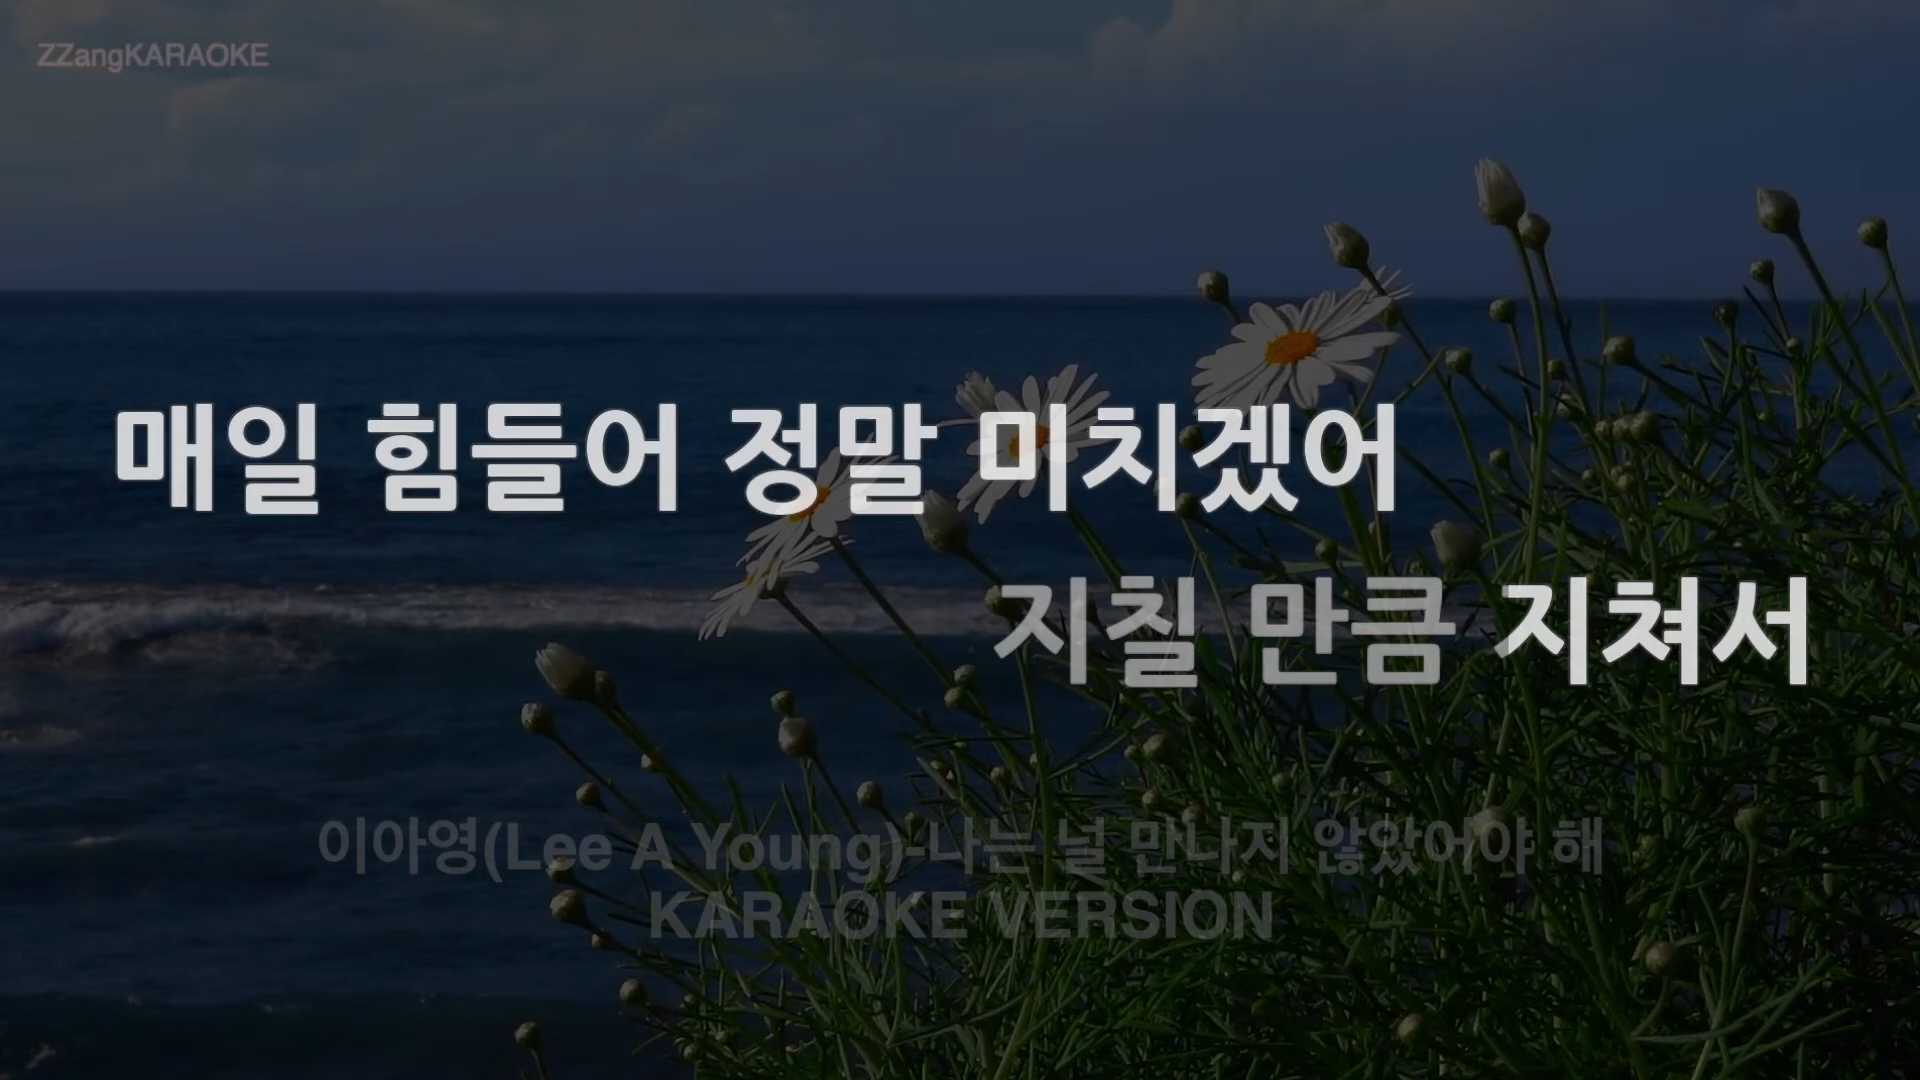 ZZangKARAOKE
매일 힘들어 정말 미치겠어
지칠 만큼 지쳐서
이아영(Lee A Young)-나는 널 만나지 않았어야 해
KARAOKE VERSION